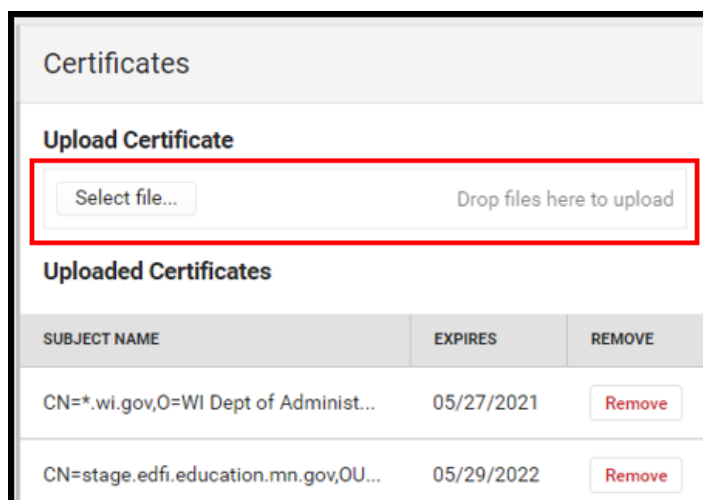 Certificates
Upload Certificate
Select file... Drop files here to upload
Uploaded Certificates
SUBJECT NAME EXPIRES REMOVE
CN=*.wi.gov,O=WI Dept of Administ... 05/27/2021 Remove
CN=stage.edfi.education.mn.gov,OU... 05/29/2022 Remove